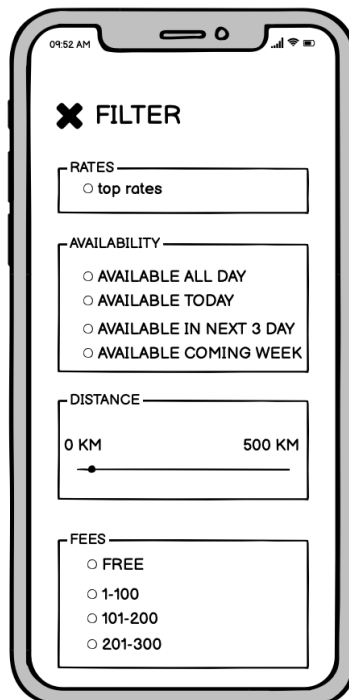 09:52 AM
FILTER
RATES
top rates
AVAILABILITY
AVAILABLE ALL DAY
AVAILABLE TODAY
AVAILABLE IN NEXT 3 DAY
AVAILABLE COMING WEEK
DISTANCE
0 KM 500 KM
FEES
FREE
1-100
101-200
201-300